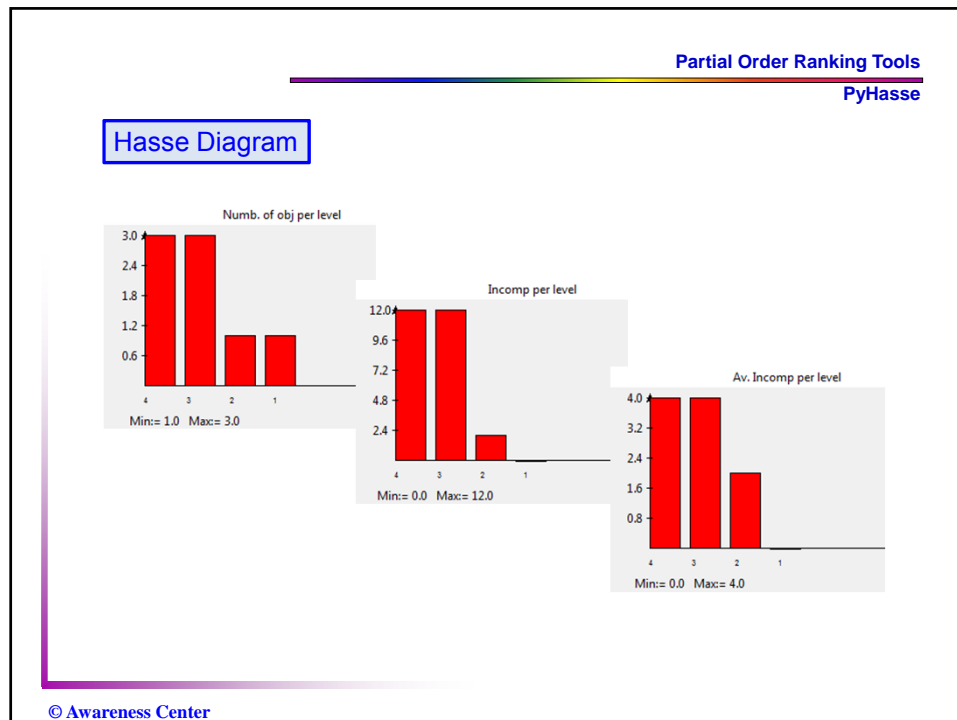 Partial Order Ranking Tools
PyHasse
Hasse Diagram
Numb. of obj per level
3.0
2.4
1.8
1.2
0.6
4 3 2 1
Min:= 1.0 Max:= 3.0
Incomp per level
12.0
9.6
7.2
4.8
2.4
4 3 2 1
Min:= 0.0 Max:= 12.0
Av. Incomp per level
4.0
3.2
2.4
1.6
0.8
4 3 2 1
Min:= 0.0 Max:= 4.0
© Awareness Center